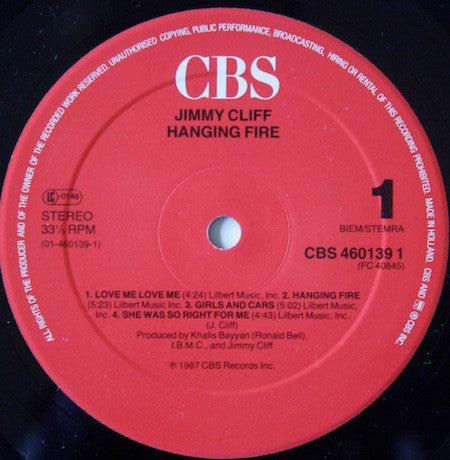 ALL RIGHTS OF THE PRODUCER AND OF THE OWNER OF THE RECORDED WORK RESERVED. UNAUTHORISED COPYING, PUBLIC PERFORMANCE, BROADCASTING, HIRING OR RENTAL OF THIS RECORDING PROHIBITED. MADE IN HOLLAND. CBS AND ℗ © CBS INC.
CBS
JIMMY CLIFF
HANGING FIRE
LC-0149
STEREO
33⅓ RPM
(01-460139-1)
1
BIEM/STEMRA
CBS 460139 1
(FC 40845)
1. LOVE ME LOVE ME (4:24) Lilbert Music, Inc. 2. HANGING FIRE
(5:23) Lilbert Music, Inc. 3. GIRLS AND CARS (5:02) Lilbert Music,
Inc. 4. SHE WAS SO RIGHT FOR ME (4:43) Lilbert Music, Inc.
(J. Cliff)
Produced by Khalis Bayyan (Ronald Bell),
I.B.M.C., and Jimmy Cliff
℗ 1987 CBS Records Inc.